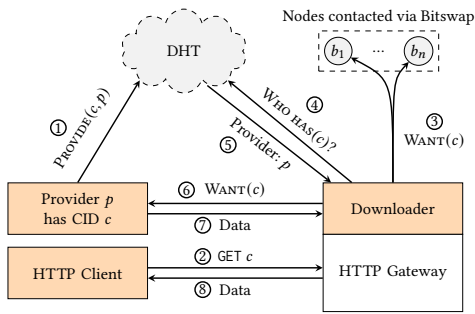 Nodes contacted via Bitswap
b1 ... bn
DHT
① PROVIDE(c, p)
④ WHO HAS(c)?
③ WANT(c)
⑤ Provider: p
Provider p
has CID c
⑥ WANT(c)
⑦ Data
Downloader
HTTP Client
② GET c
⑧ Data
HTTP Gateway